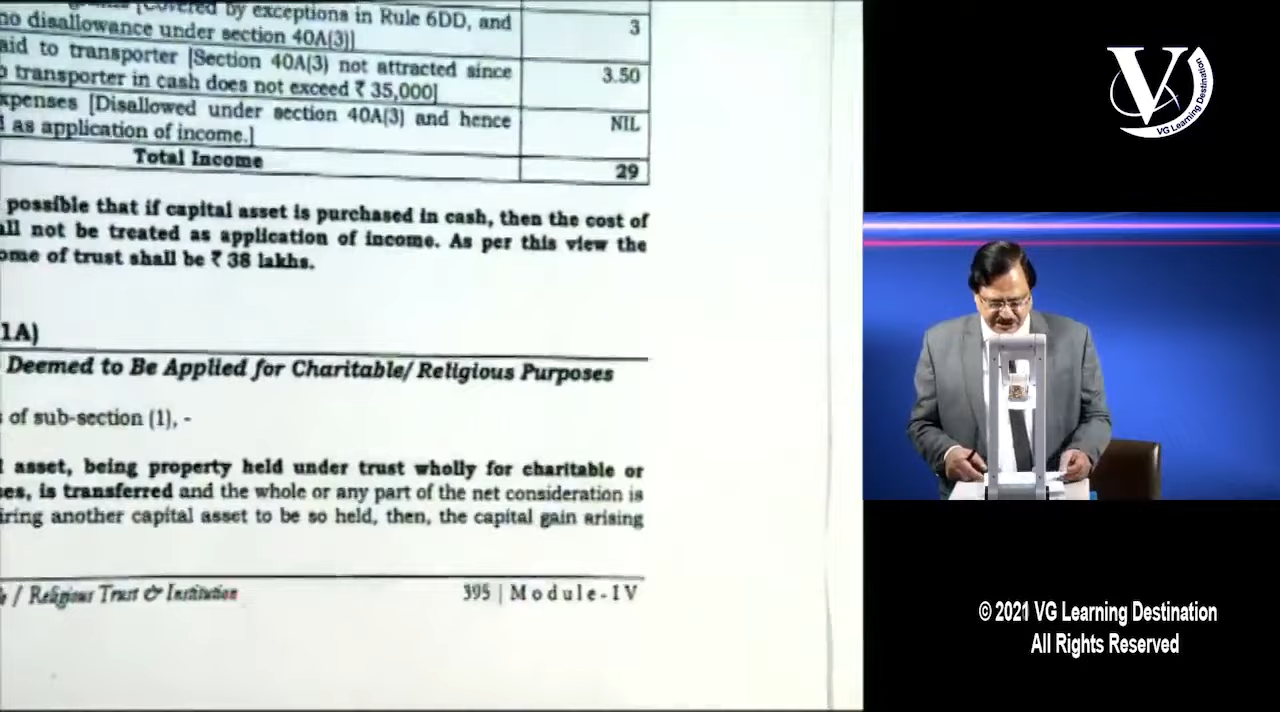 [Covered by exceptions in Rule 6DD, and
no disallowance under section 40A(3)]
3
aid to transporter [Section 40A(3) not attracted since
transporter in cash does not exceed ₹ 35,000]
3.50
xpenses [Disallowed under section 40A(3) and hence
as application of income.]
NIL
Total Income
29
possible that if capital asset is purchased in cash, then the cost of
all not be treated as application of income. As per this view the
ome of trust shall be ₹ 38 lakhs.
1A)
Deemed to Be Applied for Charitable/ Religious Purposes
of sub-section (1), -
asset, being property held under trust wholly for charitable or
es, is transferred and the whole or any part of the net consideration is
iring another capital asset to be so held, then, the capital gain arising
/ Religious Trust & Institution
395 | Module-IV
V
VG Learning Destination
© 2021 VG Learning Destination
All Rights Reserved